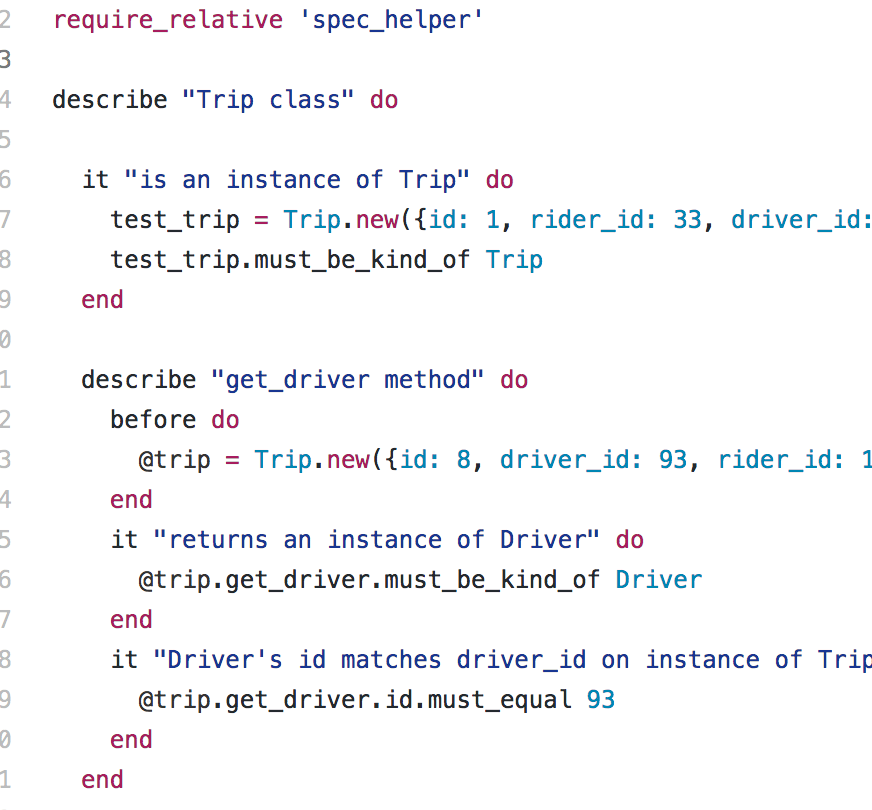 2 require_relative 'spec_helper'
3
4 describe "Trip class" do
5
6 it "is an instance of Trip" do
7 test_trip = Trip.new({id: 1, rider_id: 33, driver_id:
8 test_trip.must_be_kind_of Trip
9 end
0
1 describe "get_driver method" do
2 before do
3 @trip = Trip.new({id: 8, driver_id: 93, rider_id: 1
4 end
5 it "returns an instance of Driver" do
6 @trip.get_driver.must_be_kind_of Driver
7 end
8 it "Driver's id matches driver_id on instance of Trip
9 @trip.get_driver.id.must_equal 93
0 end
1 end